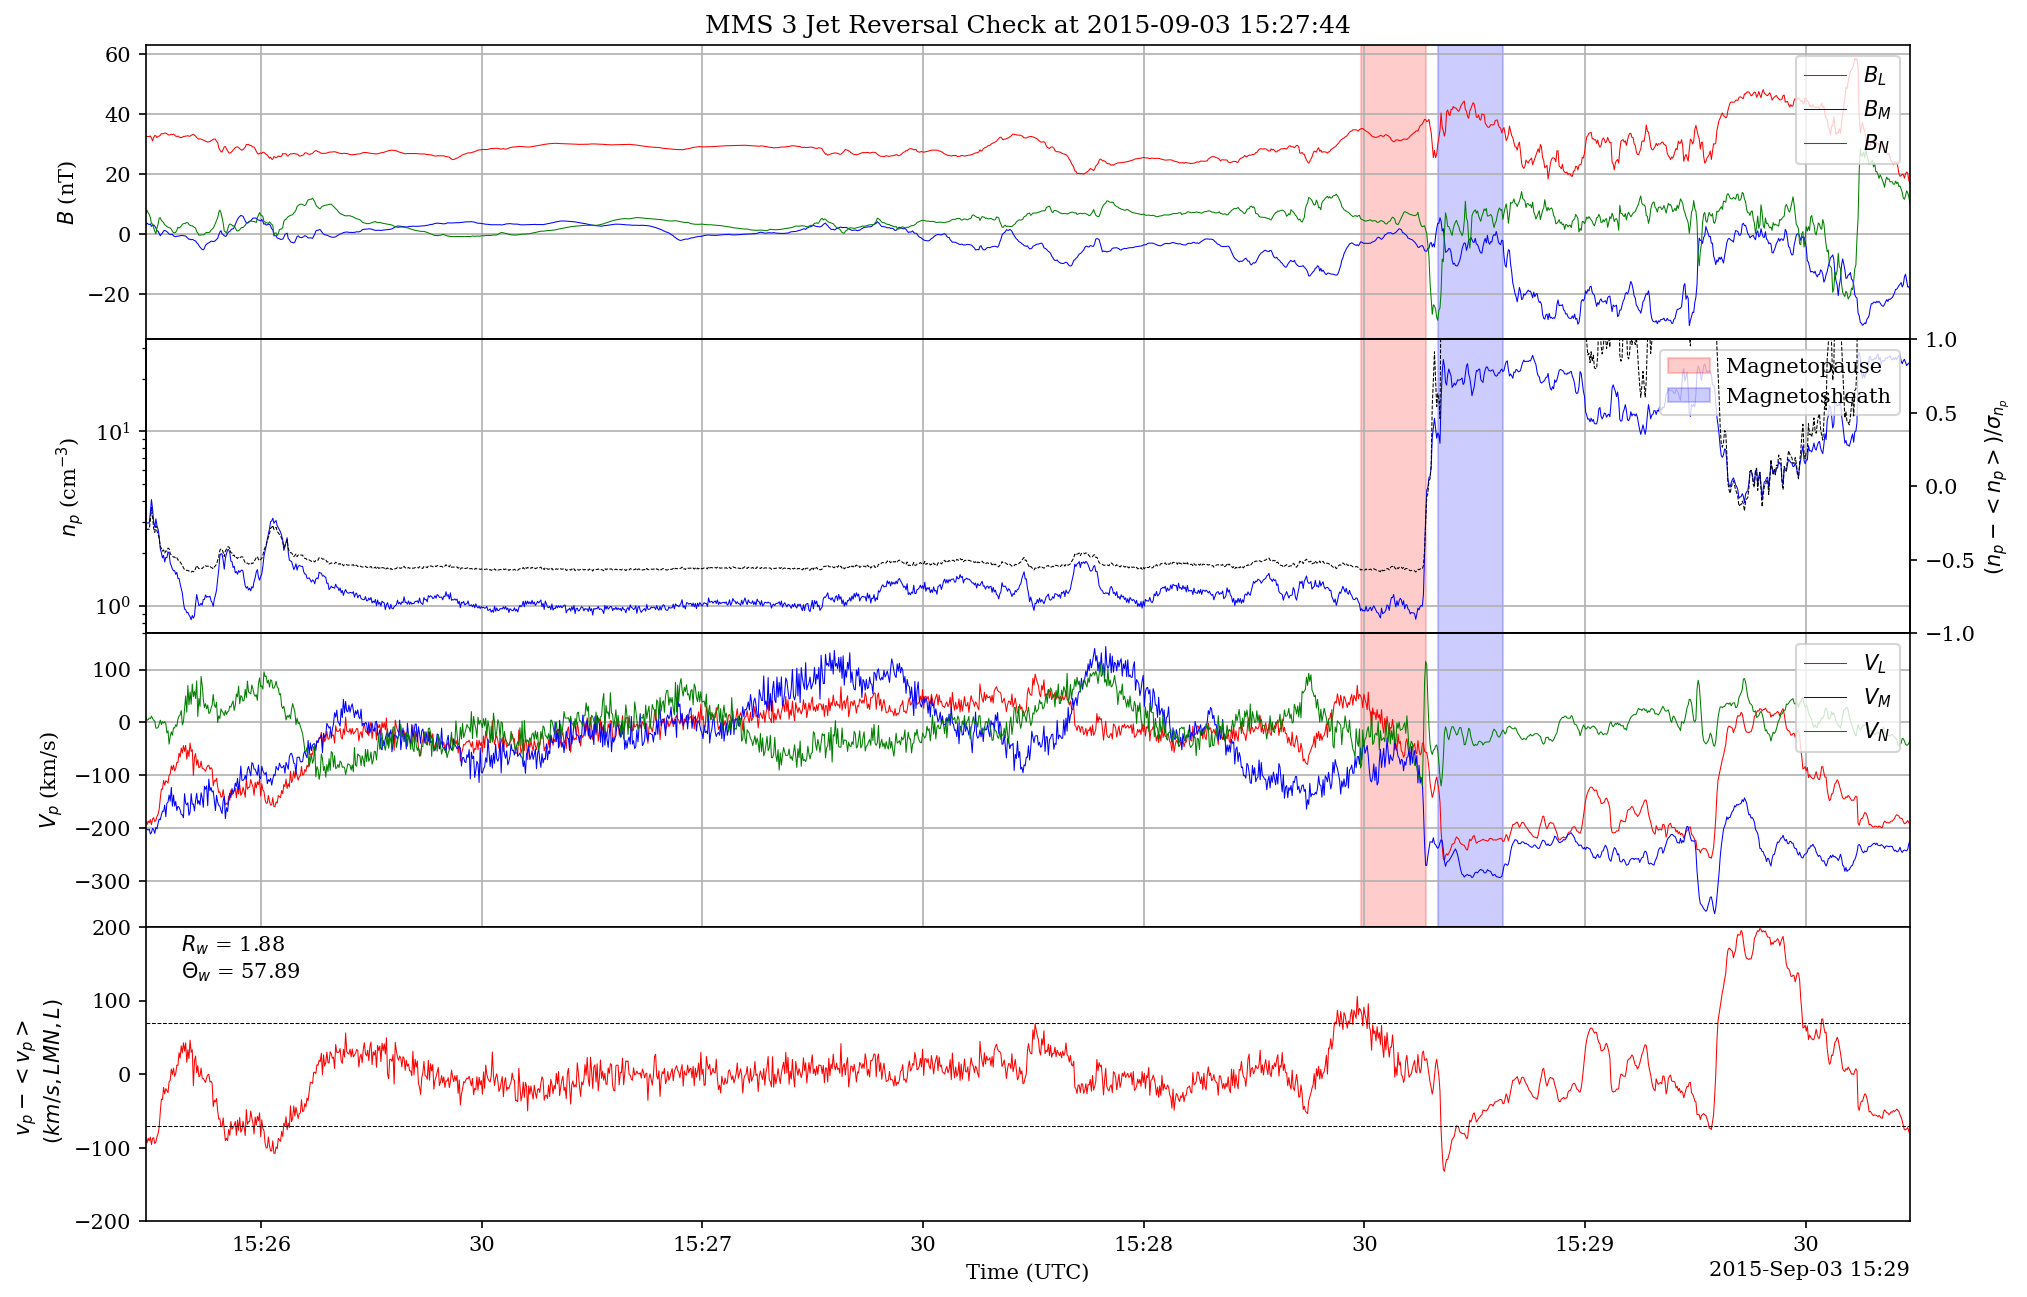 MMS 3 Jet Reversal Check at 2015-09-03 15:27:44
60
40
20
0
−20
B (nT)
B_L
B_M
B_N
10^1
10^0
n_p (cm^{−3})
1.0
0.5
0.0
−0.5
−1.0
(n_p − < n_p >)/σ_{n_p}
Magnetopause
Magnetosheath
100
0
−100
−200
−300
V_p (km/s)
V_L
V_M
V_N
200
100
0
−100
−200
v_p − < v_p >
(km/s, LMN, L)
R_w = 1.88
Θ_w = 57.89
15:26 30 15:27 30 15:28 30 15:29 30
Time (UTC)
2015-Sep-03 15:29